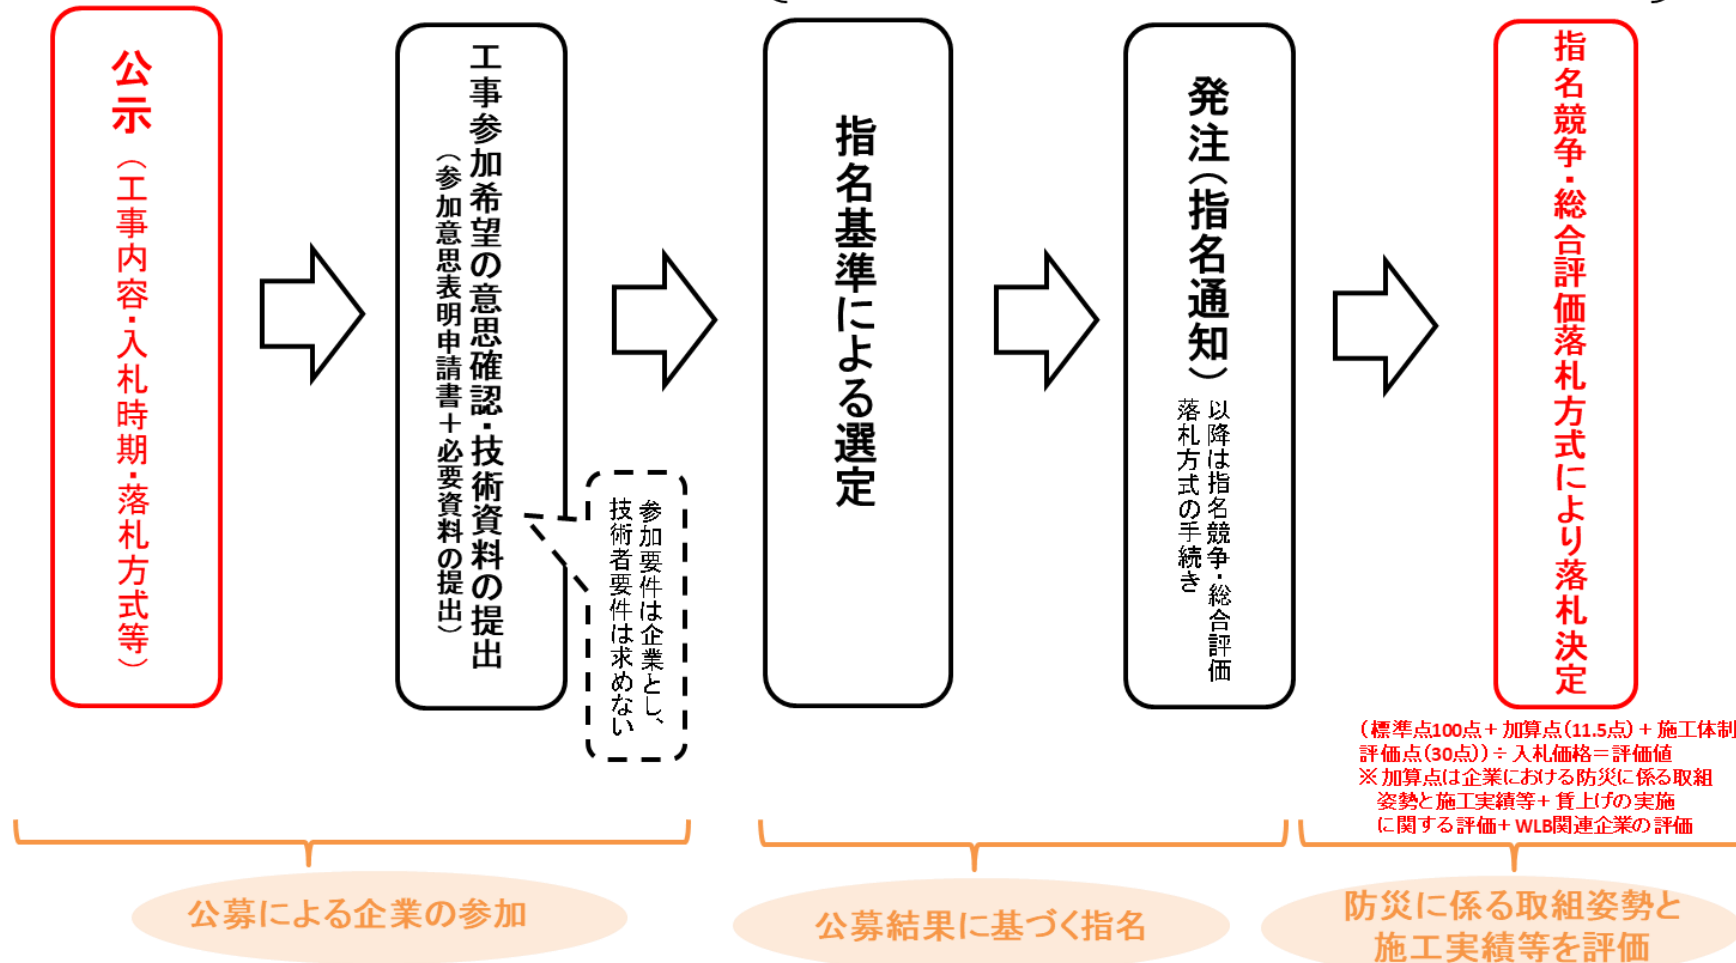 公示（工事内容・入札時期・落札方式等）
工事参加希望の意思確認・技術資料の提出
（参加意思表明申請書＋必要資料の提出）
参加要件は企業とし、
技術者要件は求めない
指名基準による選定
発注（指名通知）
以降は指名競争・総合評価
落札方式の手続き
指名競争・総合評価落札方式により落札決定
（標準点100点＋加算点（11.5点）＋施工体制
評価点（30点））÷入札価格＝評価値
※加算点は企業における防災に係る取組
姿勢と施工実績等＋賃上げの実施
に関する評価＋WLB関連企業の評価
公募による企業の参加
公募結果に基づく指名
防災に係る取組姿勢と
施工実績等を評価